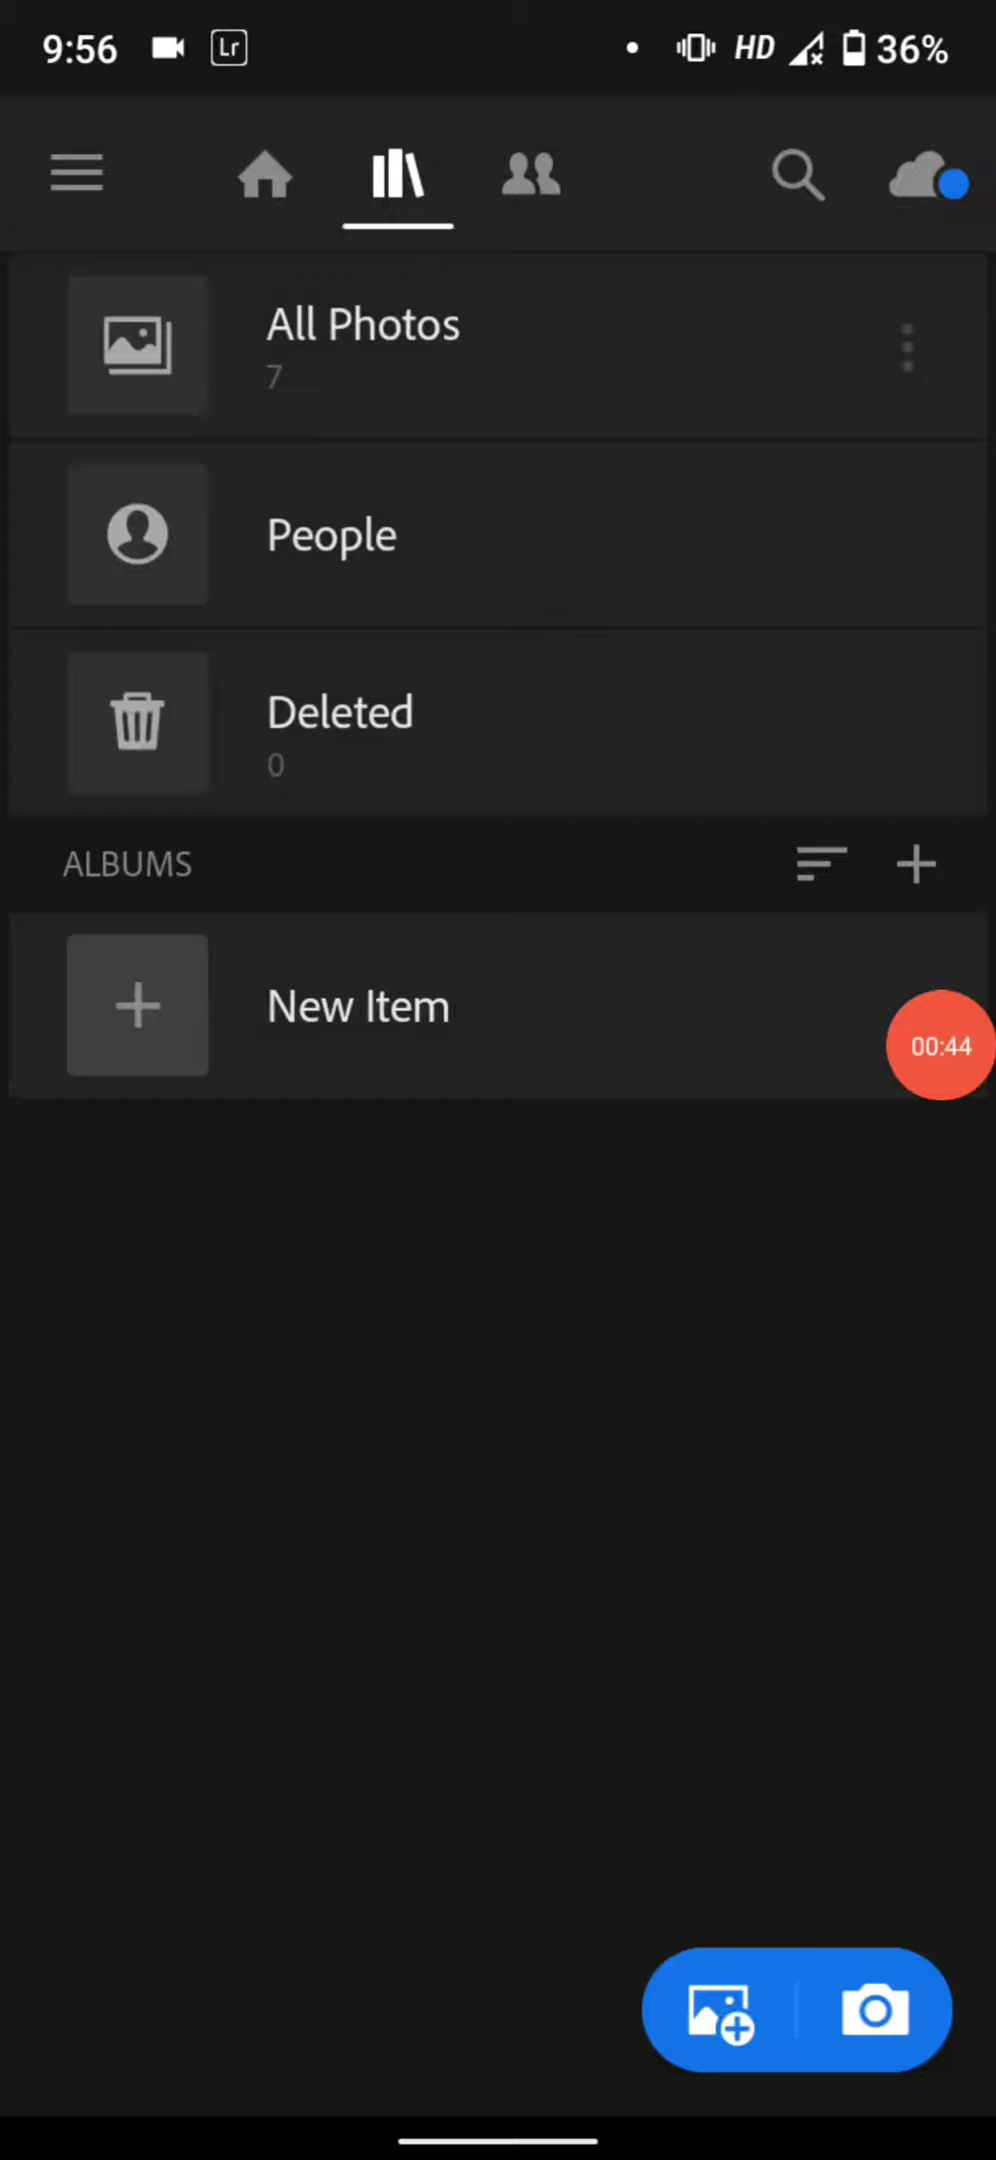 9:56 Lr HD 36%
All Photos
7
People
Deleted
0
ALBUMS
New Item
00:44